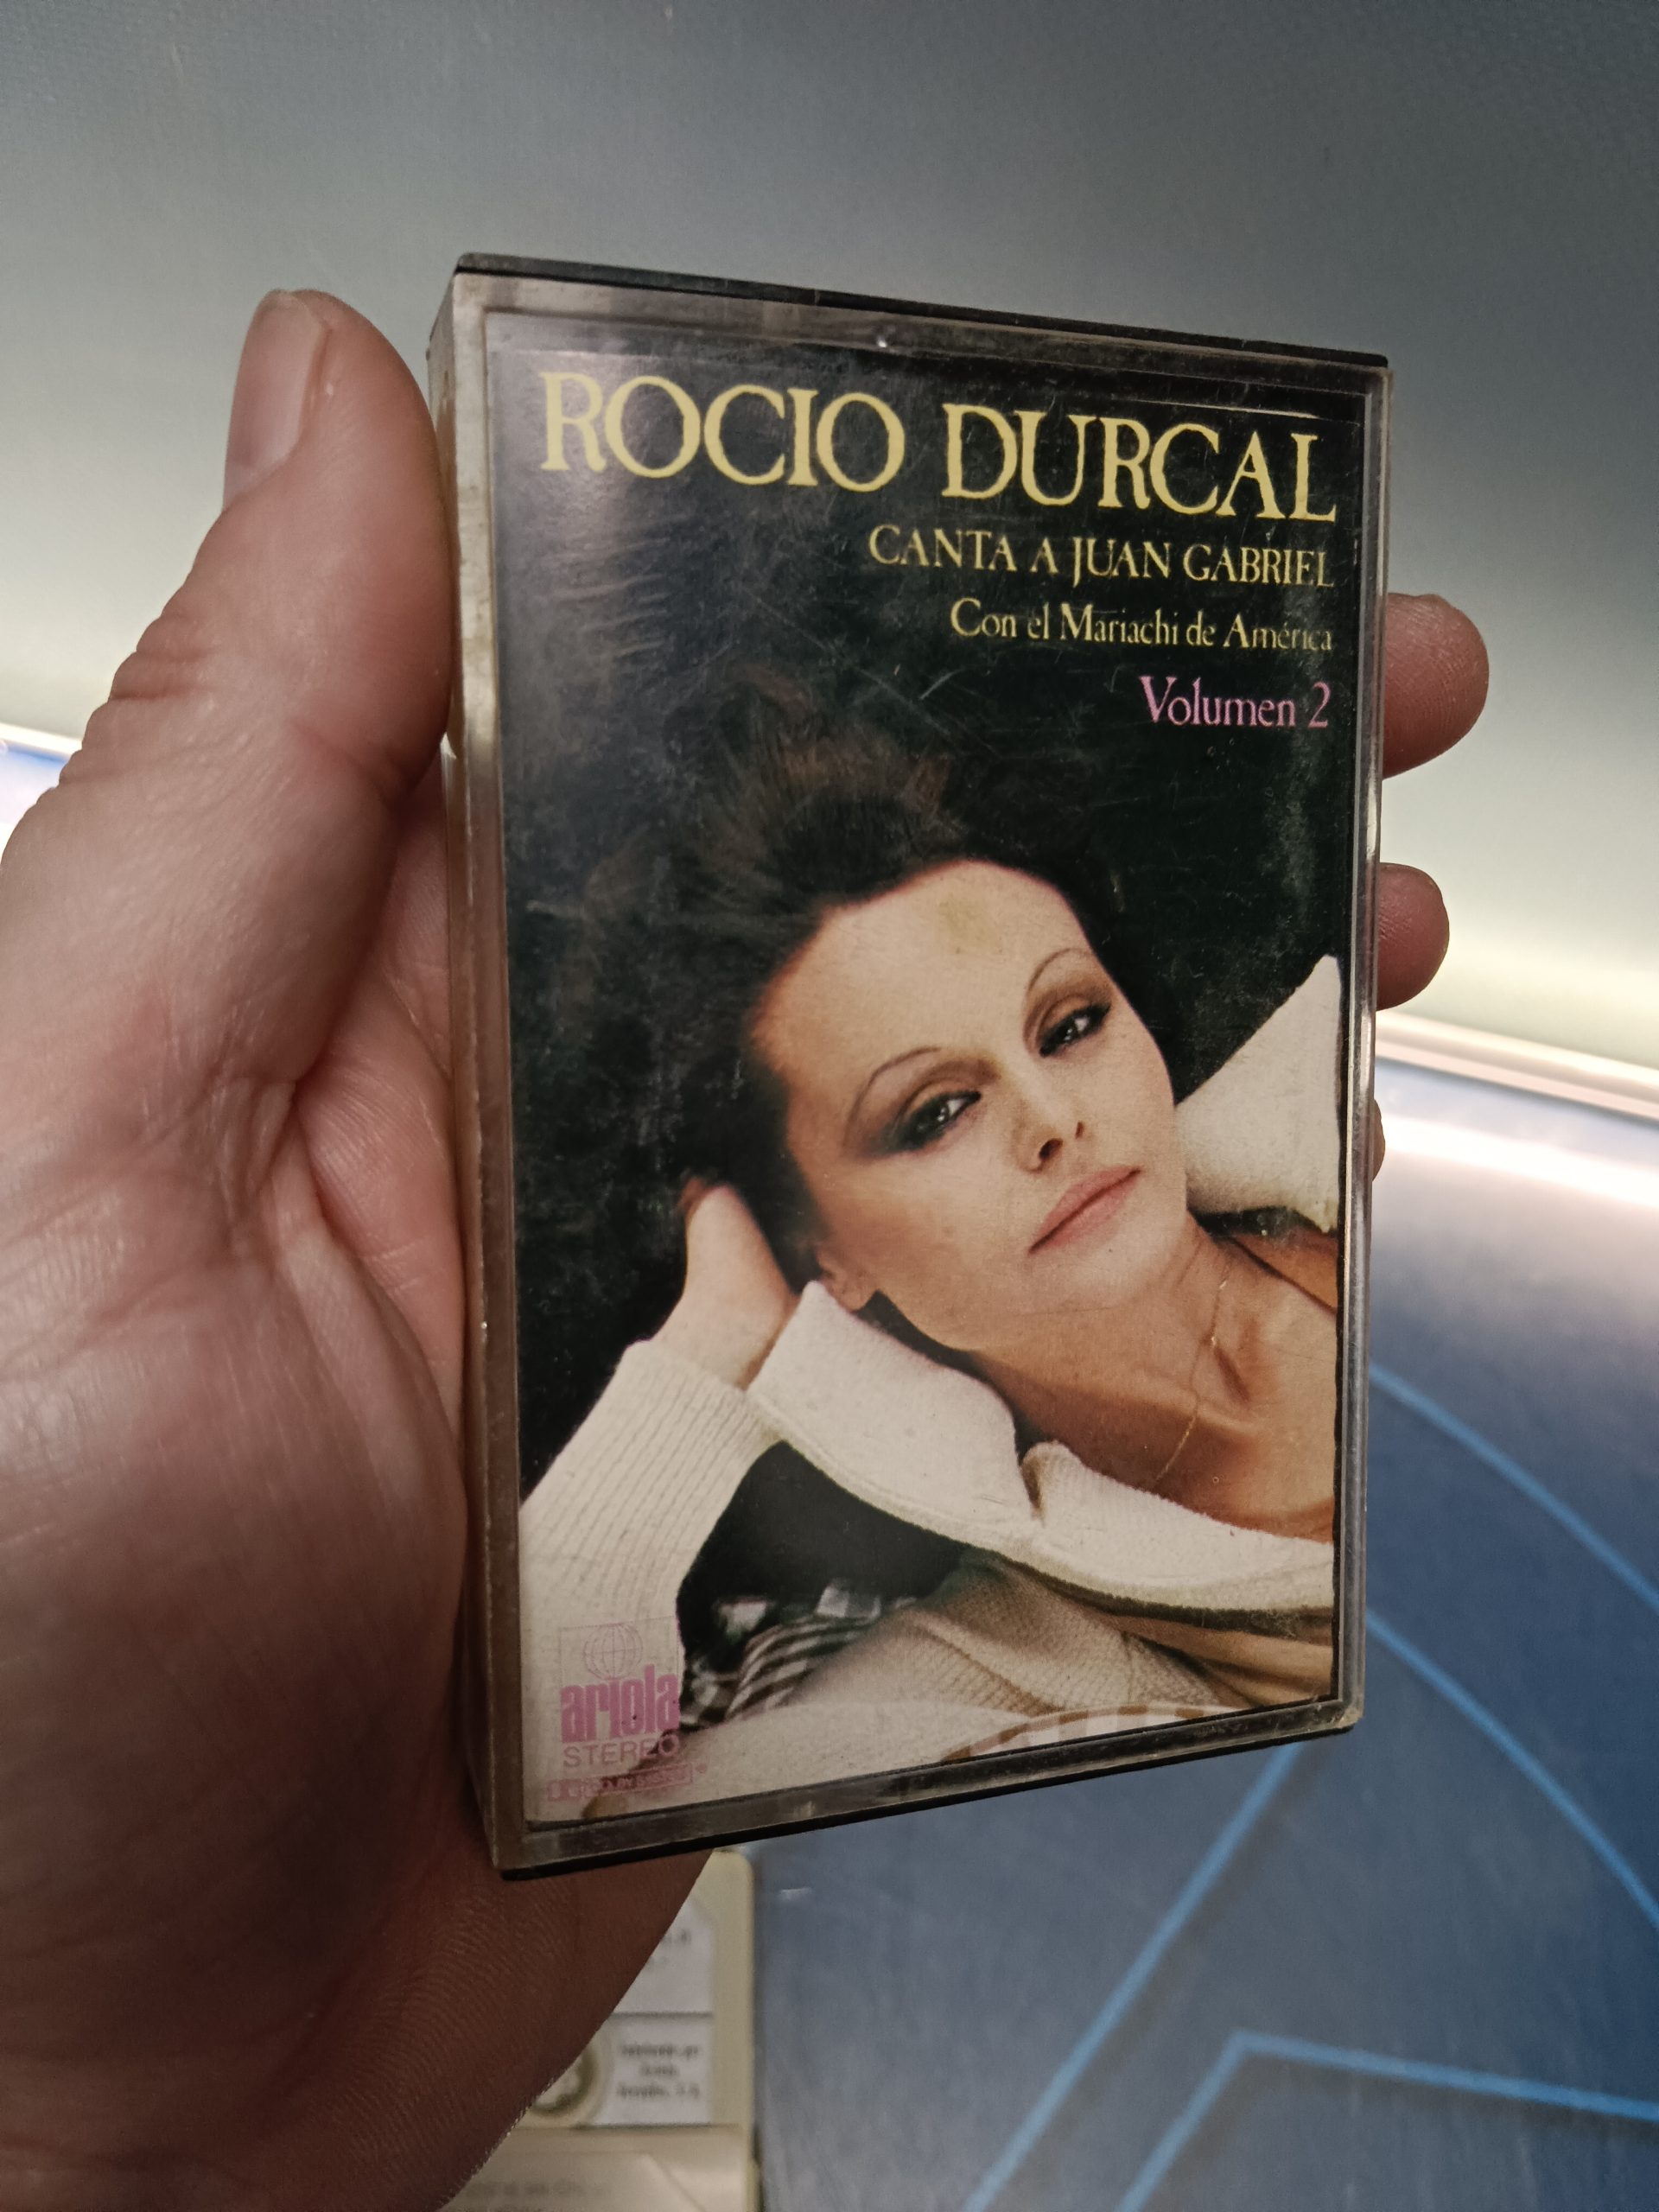 ROCIO DURCAL
CANTA A JUAN GABRIEL
Con el Mariachi de América
Volumen 2
ariola
STEREO